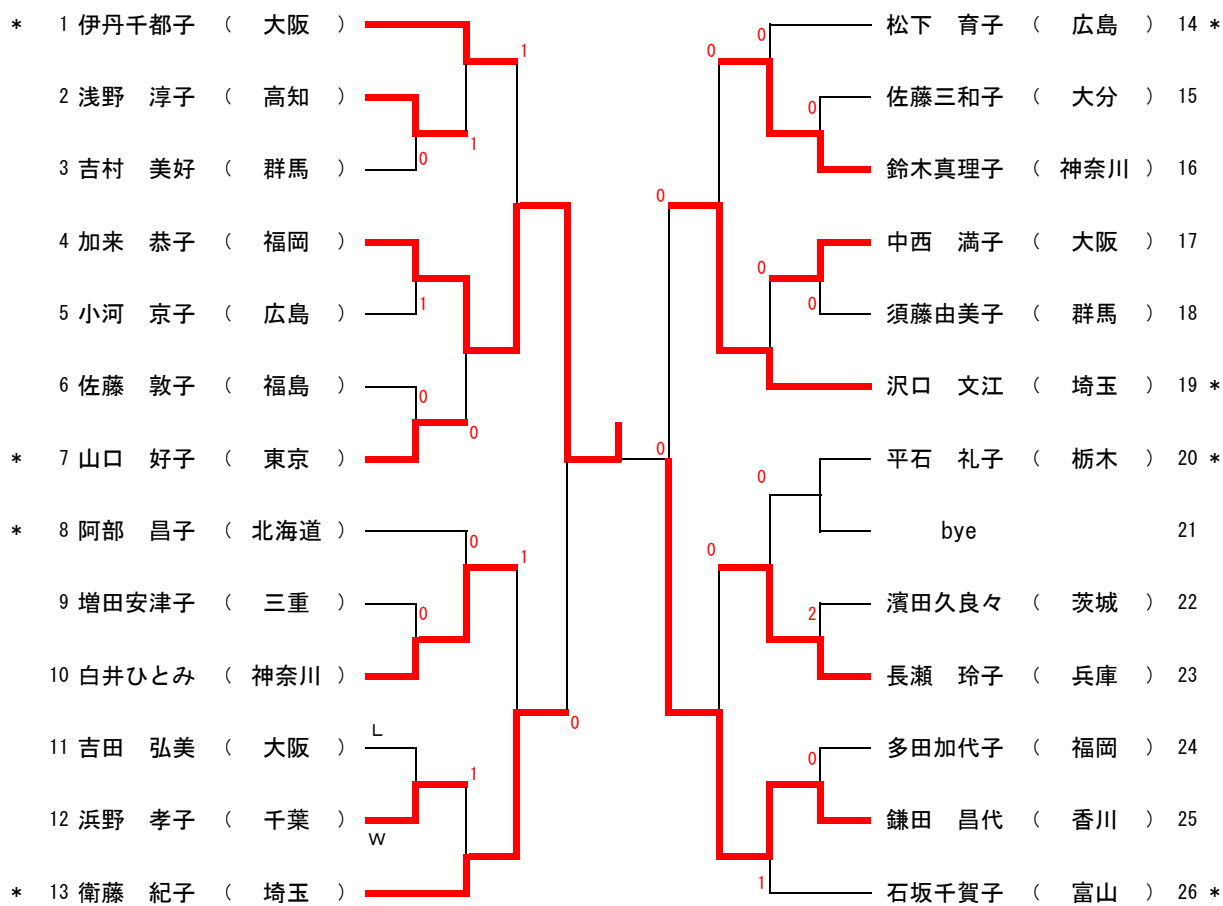 * 1 伊丹千都子 ( 大阪 )
1
2 浅野 淳子 ( 高知 )
1
0
3 吉村 美好 ( 群馬 )
4 加来 恭子 ( 福岡 )
1
5 小河 京子 ( 広島 )
6 佐藤 敦子 ( 福島 )
0
0
* 7 山口 好子 ( 東京 )
* 8 阿部 昌子 ( 北海道 )
0
1
9 増田安津子 ( 三重 )
0
10 白井ひとみ ( 神奈川 )
0
L
11 吉田 弘美 ( 大阪 )
1
12 浜野 孝子 ( 千葉 )
W
* 13 衛藤 紀子 ( 埼玉 )
松下 育子 ( 広島 ) 14 *
0
0
佐藤三和子 ( 大分 ) 15
0
鈴木真理子 ( 神奈川 ) 16
0
中西 満子 ( 大阪 ) 17
0
0
須藤由美子 ( 群馬 ) 18
沢口 文江 ( 埼玉 ) 19 *
0
平石 礼子 ( 栃木 ) 20 *
0
bye 21
0
濱田久良々 ( 茨城 ) 22
2
長瀬 玲子 ( 兵庫 ) 23
多田加代子 ( 福岡 ) 24
0
鎌田 昌代 ( 香川 ) 25
1
石坂千賀子 ( 富山 ) 26 *